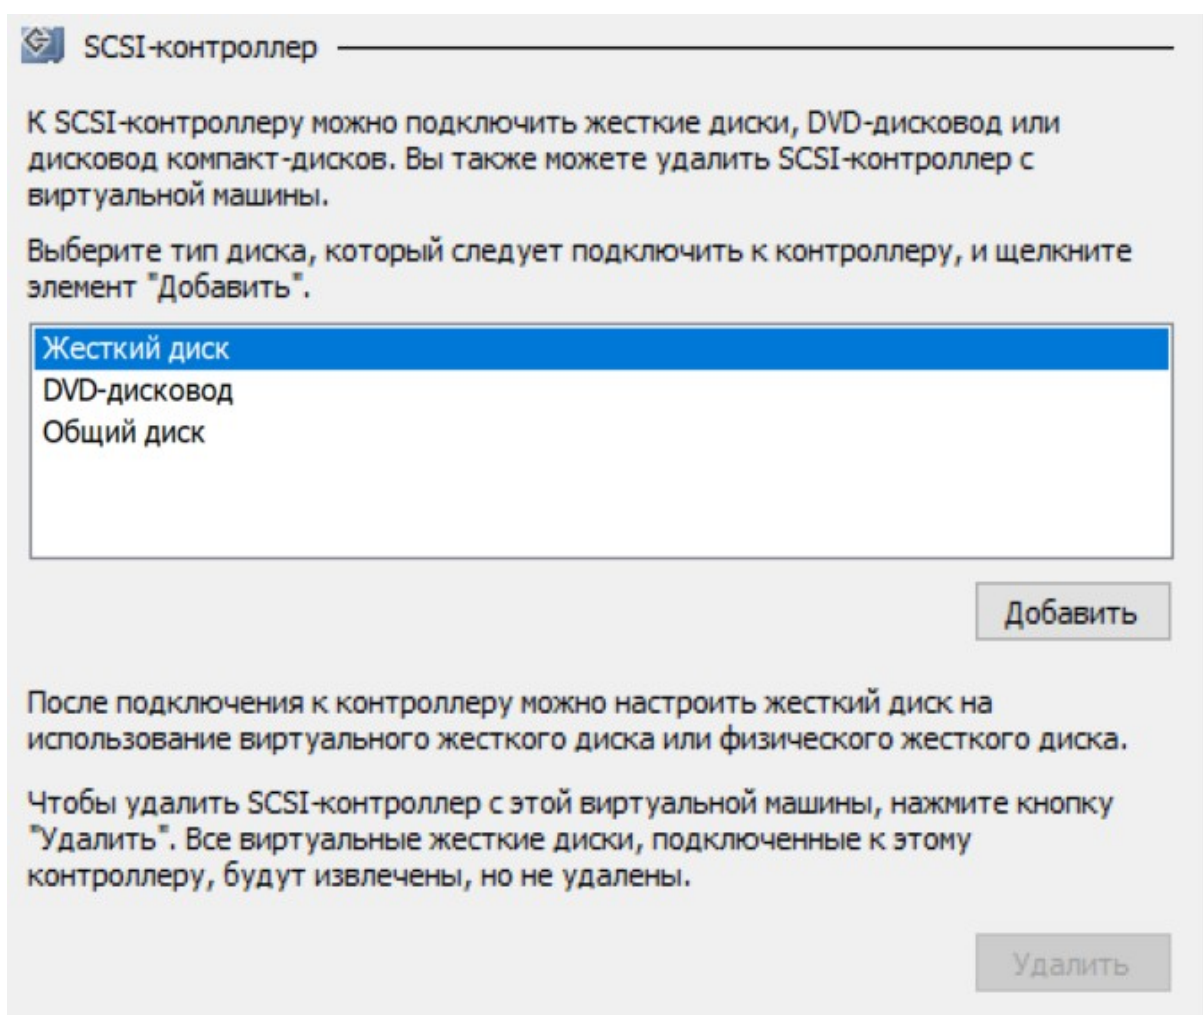 SCSI-контроллер
К SCSI-контроллеру можно подключить жесткие диски, DVD-дисковод или
дисковод компакт-дисков. Вы также можете удалить SCSI-контроллер с
виртуальной машины.
Выберите тип диска, который следует подключить к контроллеру, и щелкните
элемент "Добавить".
Жесткий диск
DVD-дисковод
Общий диск
Добавить
После подключения к контроллеру можно настроить жесткий диск на
использование виртуального жесткого диска или физического жесткого диска.
Чтобы удалить SCSI-контроллер с этой виртуальной машины, нажмите кнопку
"Удалить". Все виртуальные жесткие диски, подключенные к этому
контроллеру, будут извлечены, но не удалены.
Удалить